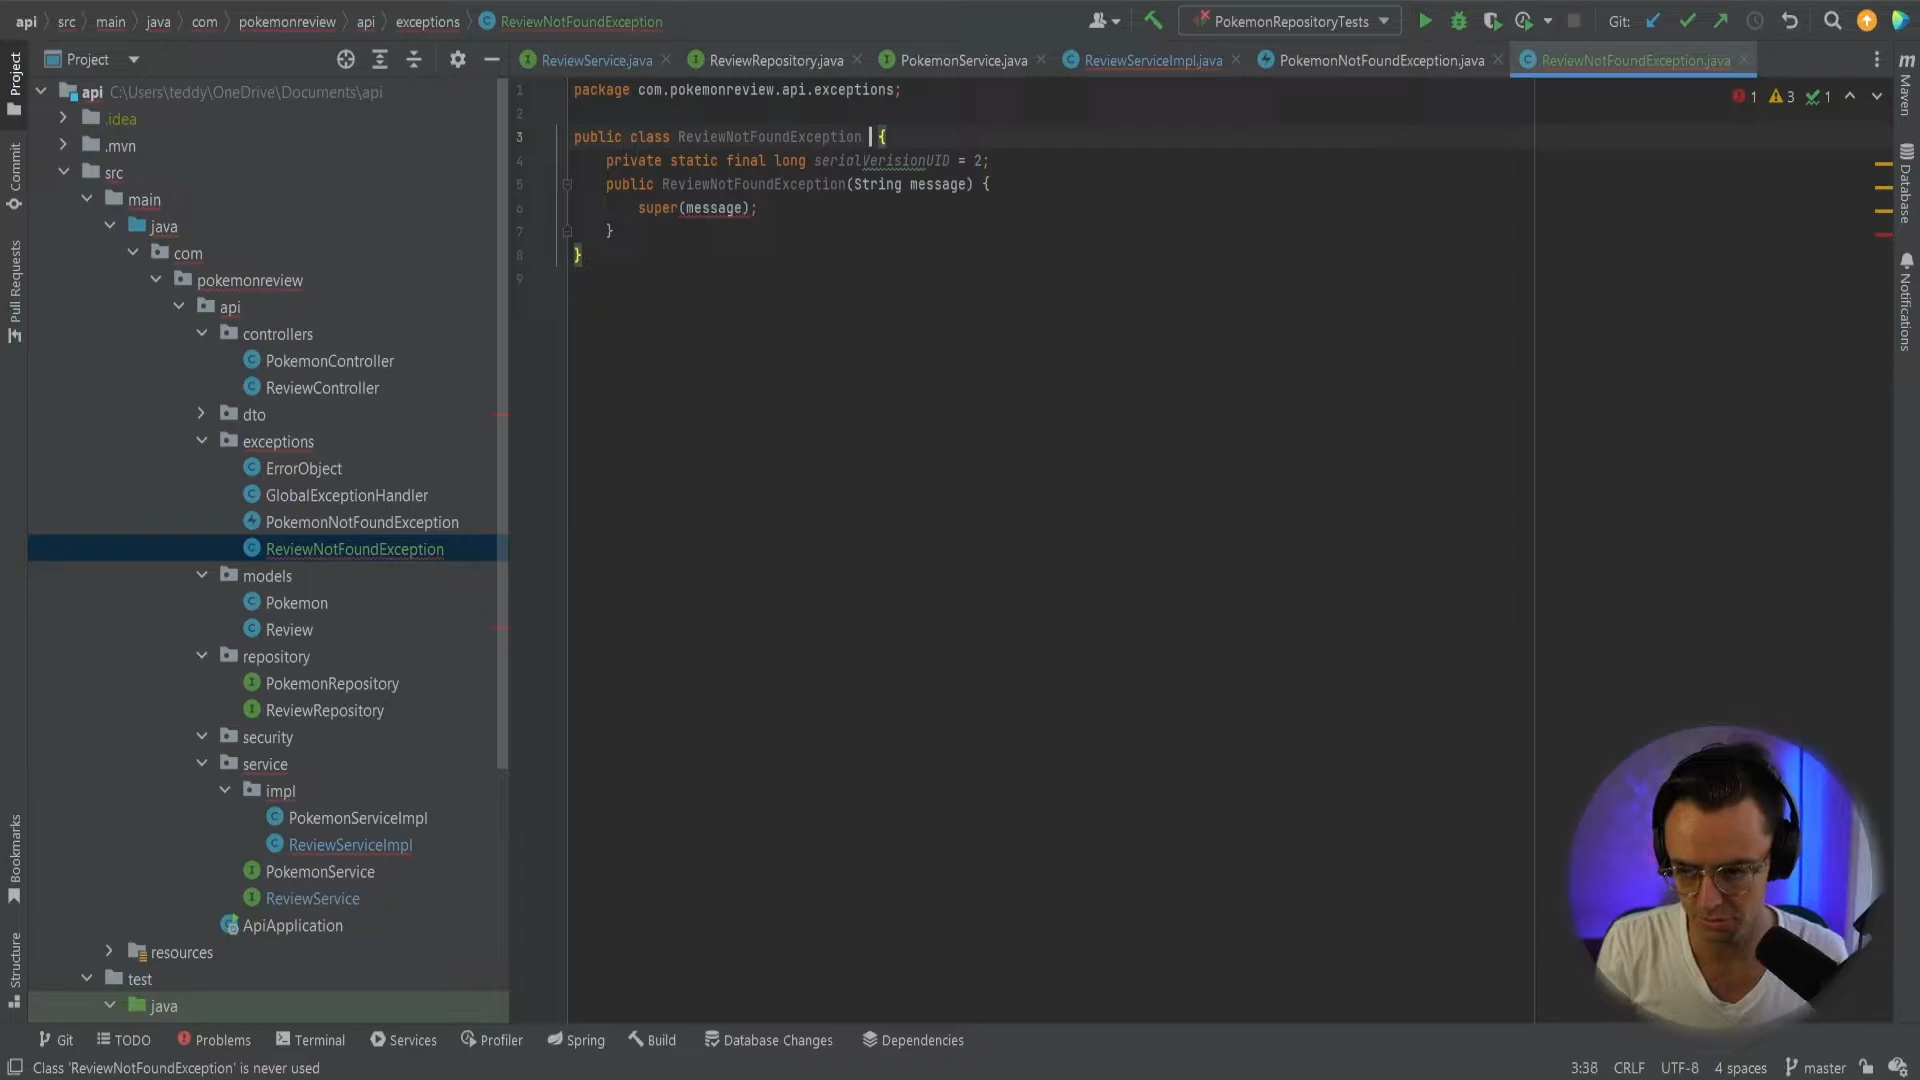 api src main java com pokemonreview api exceptions ReviewNotFoundException
PokemonRepositoryTests Git:
Project
ReviewService.java ReviewRepository.java PokemonService.java ReviewServiceImpl.java PokemonNotFoundException.java ReviewNotFoundException.java
api C:\Users\teddy\OneDrive\Documents\api
.idea
.mvn
src
main
java
com
pokemonreview
api
controllers
PokemonController
ReviewController
dto
exceptions
ErrorObject
GlobalExceptionHandler
PokemonNotFoundException
ReviewNotFoundException
models
Pokemon
Review
repository
PokemonRepository
ReviewRepository
security
service
impl
PokemonServiceImpl
ReviewServiceImpl
PokemonService
ReviewService
ApiApplication
resources
test
java
1 package com.pokemonreview.api.exceptions;
2
3 public class ReviewNotFoundException {
4 private static final long serialVerisionUID = 2;
5 public ReviewNotFoundException(String message) {
6 super(message);
7 }
8 }
9
1 3 1
Project
Commit
Pull Requests
Bookmarks
Structure
m Maven
Database
Notifications
Git TODO Problems Terminal Services Profiler Spring Build Database Changes Dependencies
Class 'ReviewNotFoundException' is never used 3:38 CRLF UTF-8 4 spaces master